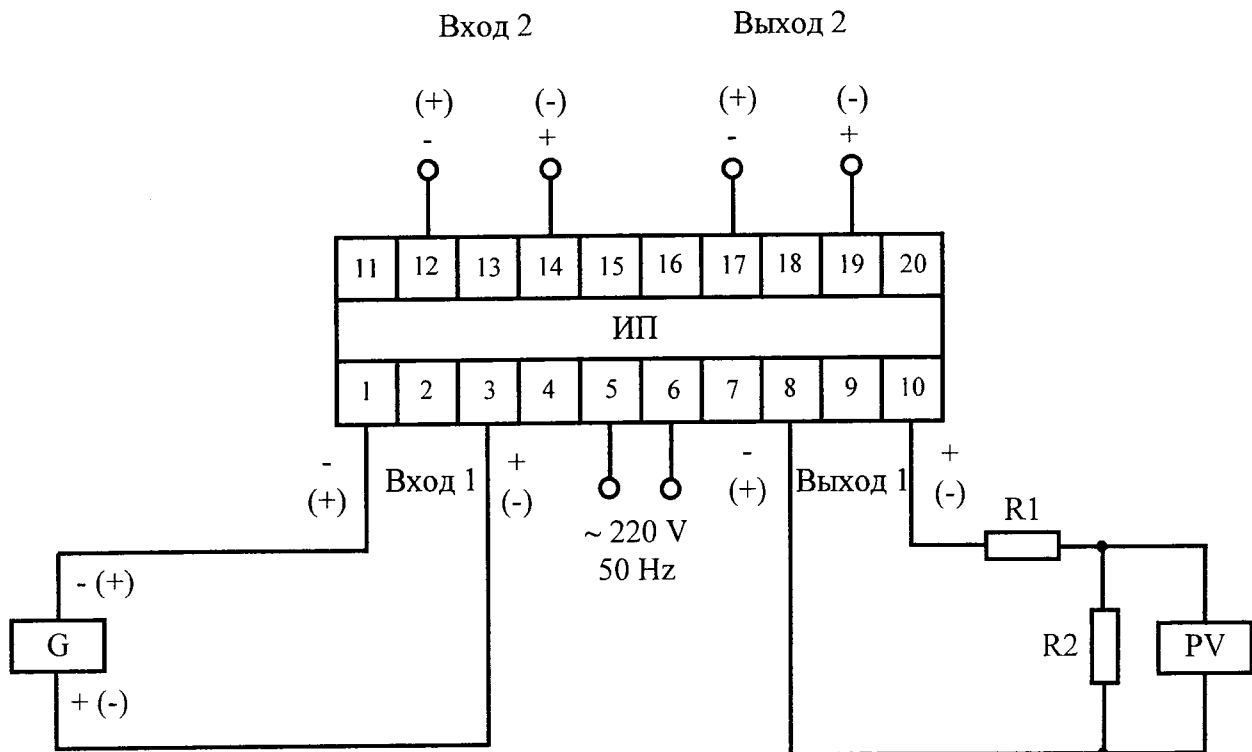 Вход 2 Выход 2
(+) (-) (+) (-)
- + - +
11 12 13 14 15 16 17 18 19 20
ИП
1 2 3 4 5 6 7 8 9 10
- Вход 1 + - Выход 1 +
(+) (-) (+) (-)
~ 220 V
50 Hz
R1
- (+)
G
R2
PV
+ (-)